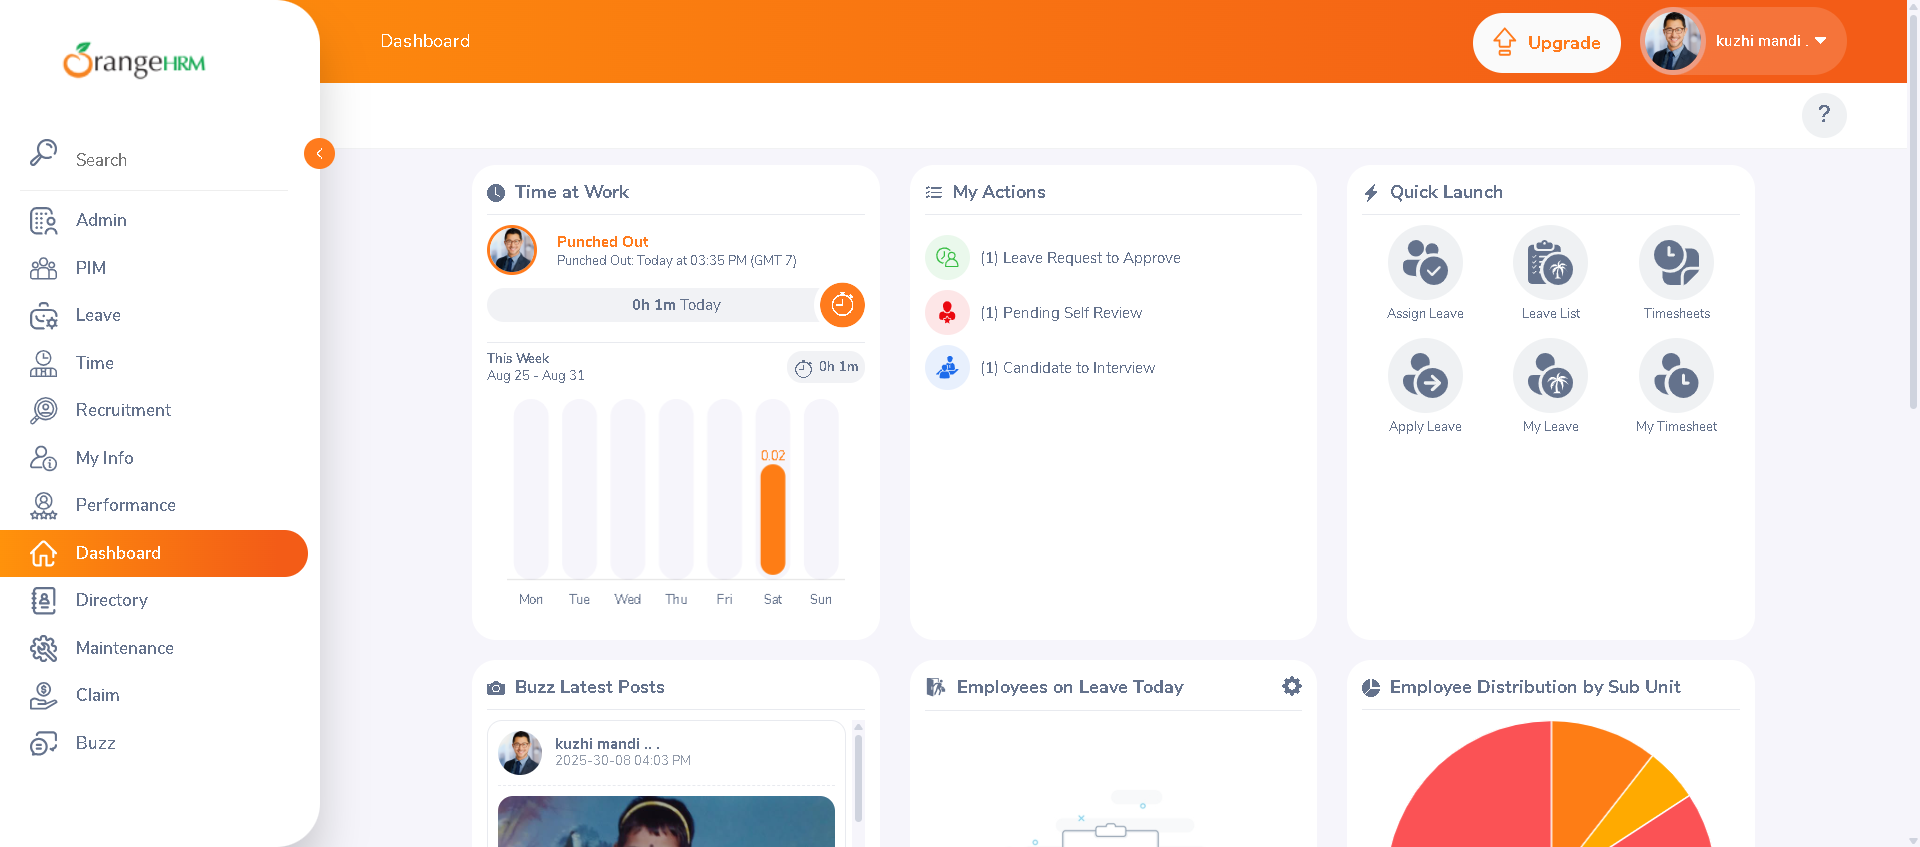 OrangeHRM
Search
Admin
PIM
Leave
Time
Recruitment
My Info
Performance
Dashboard
Directory
Maintenance
Claim
Buzz
Dashboard
Upgrade
kuzhi mandi .
?
Time at Work
Punched Out
Punched Out: Today at 03:35 PM (GMT 7)
0h 1m Today
This Week
Aug 25 - Aug 31
0h 1m
0.02
Mon Tue Wed Thu Fri Sat Sun
My Actions
(1) Leave Request to Approve
(1) Pending Self Review
(1) Candidate to Interview
Quick Launch
Assign Leave
Leave List
Timesheets
Apply Leave
My Leave
My Timesheet
Buzz Latest Posts
kuzhi mandi .. .
2025-30-08 04:03 PM
Employees on Leave Today
Employee Distribution by Sub Unit